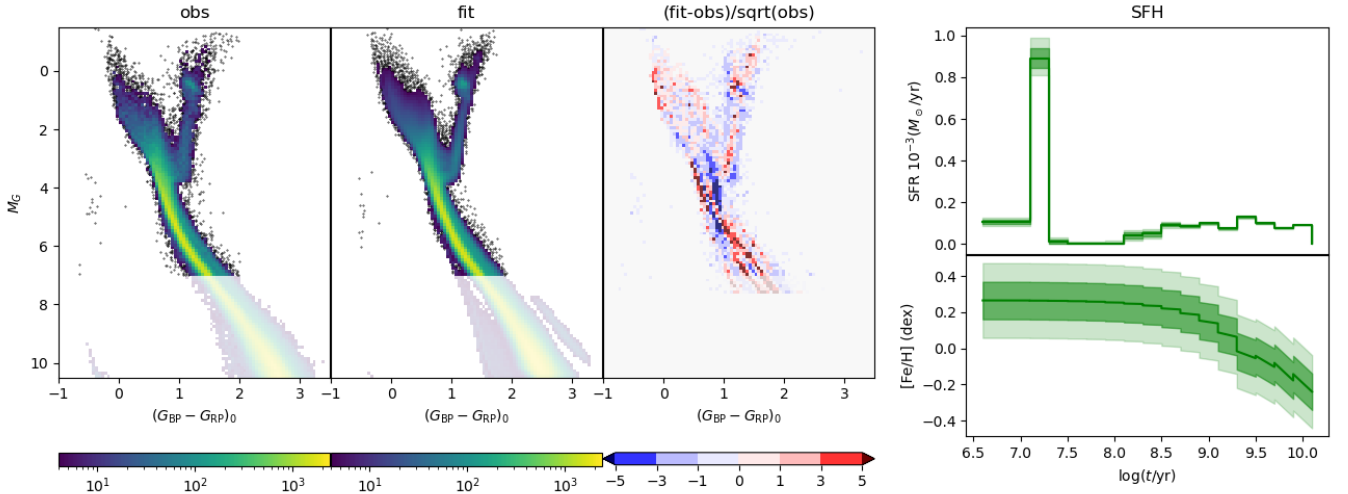 obs
fit
(fit-obs)/sqrt(obs)
SFH
M_G
0
2
4
6
8
10
−1 0 1 2 3
−1 0 1 2 3
−1 0 1 2 3
(G_BP − G_RP)_0
(G_BP − G_RP)_0
(G_BP − G_RP)_0
10^1 10^2 10^3
10^1 10^2 10^3
−5 −3 −1 0 1 3 5
SFR 10^−3(M_⊙ /yr)
1.0
0.8
0.6
0.4
0.2
0.0
[Fe/H] (dex)
0.4
0.2
0.0
−0.2
−0.4
6.5 7.0 7.5 8.0 8.5 9.0 9.5 10.0
log(t/yr)